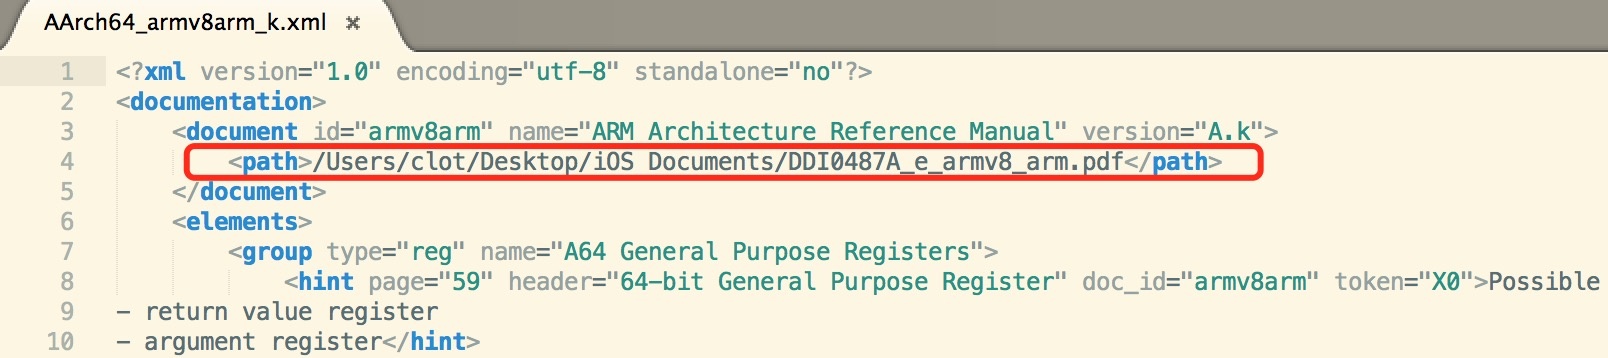 AArch64_armv8arm_k.xml ×
1 <?xml version="1.0" encoding="utf-8" standalone="no"?>
2 <documentation>
3 <document id="armv8arm" name="ARM Architecture Reference Manual" version="A.k">
4 <path>/Users/clot/Desktop/iOS Documents/DDI0487A_e_armv8_arm.pdf</path>
5 </document>
6 <elements>
7 <group type="reg" name="A64 General Purpose Registers">
8 <hint page="59" header="64-bit General Purpose Register" doc_id="armv8arm" token="X0">Possible
9 - return value register
10 - argument register</hint>